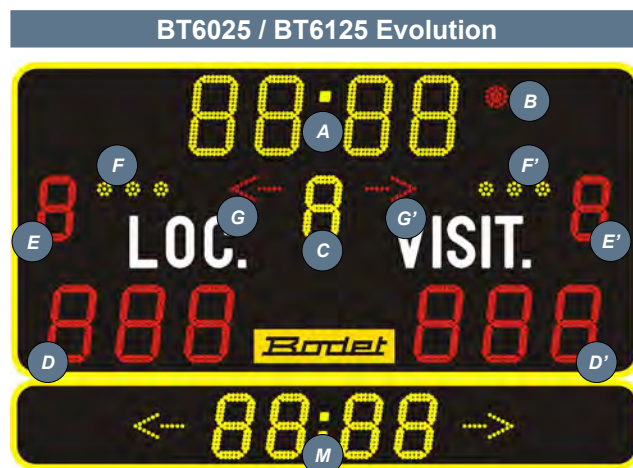 BT6025 / BT6125 Evolution
88:88
B
A
F
F'
8
<--
8
-->
8
G
G'
E
LOC.
C
VISIT.
E'
888
Bodet
888
D
D'
<-- 88:88 -->
M